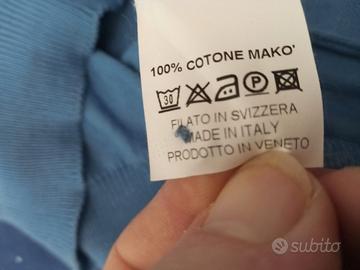 100% COTONE MAKO'
30 P
FILATO IN SVIZZERA
MADE IN ITALY
PRODOTTO IN VENETO
subito